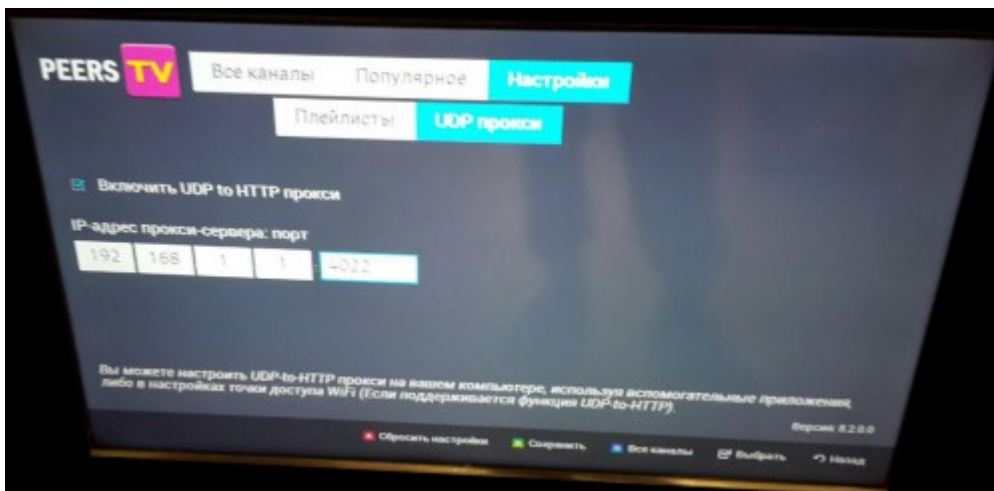 PEERS TV Все каналы Популярное Настройки
Плейлисты UDP прокси
Включить UDP to HTTP прокси
IP-адрес прокси-сервера: порт
192 168 1 1 : 4022
Вы можете настроить UDP-to-HTTP прокси на вашем компьютере, используя вспомогательные приложения,
либо в настройках точки доступа WiFi (Если поддерживается функция UDP-to-HTTP).
Версия: 8.2.0.0
A Сбросить настройки Сохранить Все каналы Выбрать Назад